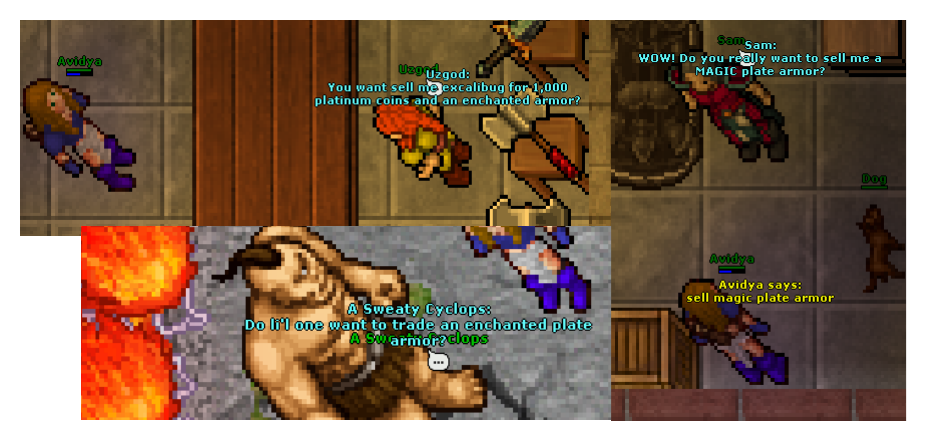 Avidya
Uzgod
Uzgod:
You want sell me excalibug for 1,000
platinum coins and an enchanted armor?
Sam
Sam:
WOW! Do you really want to sell me a
MAGIC plate armor?
Dog
Avidya
Avidya says:
sell magic plate armor
A Sweaty Cyclops:
Do li'l one want to trade an enchanted plate
armor?
A Sweaty Cyclops
...